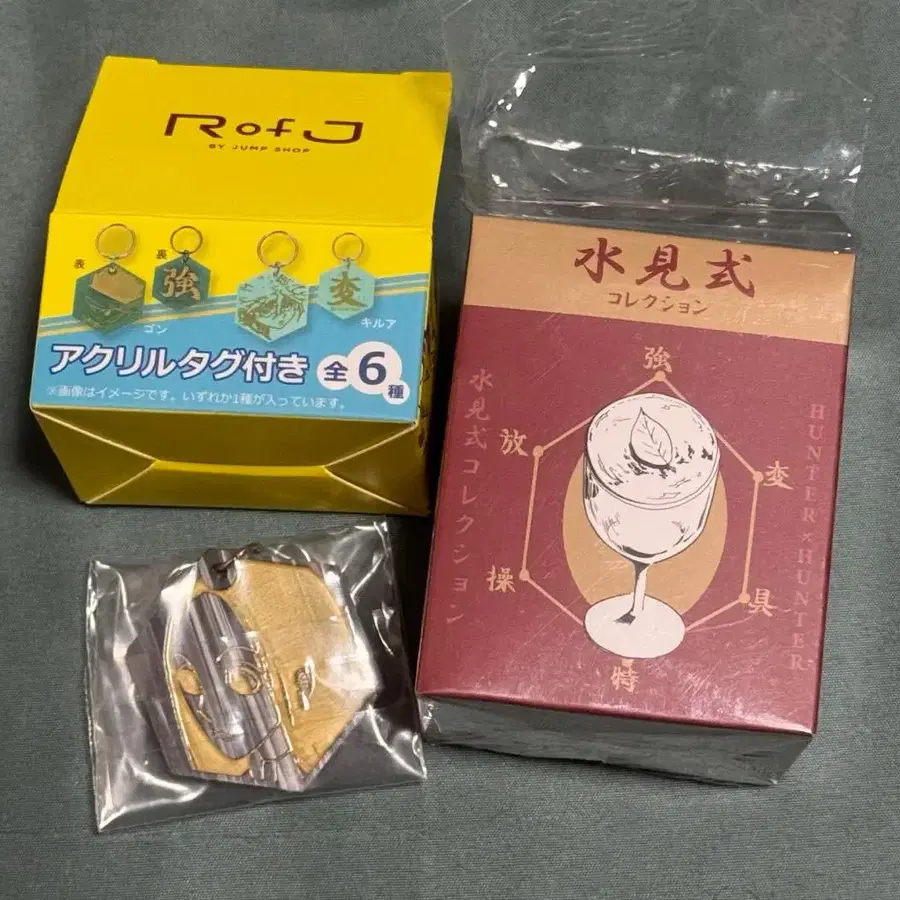 R of J
BY JUMP SHOP
表
裏
強
変
ゴン
キルア
アクリルタグ付き 全6種
※画像はイメージです。いずれか1種が入っています。
水見式
コレクション
強
放
変
操
具
特
水見式コレクション
HUNTER×HUNTER